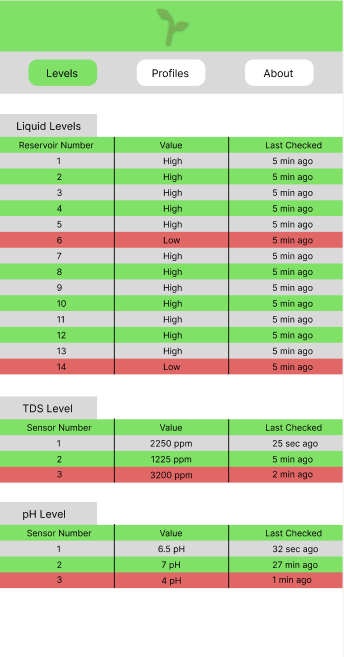 Levels Profiles About
Liquid Levels
Reservoir Number Value Last Checked
1 High 5 min ago
2 High 5 min ago
3 High 5 min ago
4 High 5 min ago
5 High 5 min ago
6 Low 5 min ago
7 High 5 min ago
8 High 5 min ago
9 High 5 min ago
10 High 5 min ago
11 High 5 min ago
12 High 5 min ago
13 High 5 min ago
14 Low 5 min ago
TDS Level
Sensor Number Value Last Checked
1 2250 ppm 25 sec ago
2 1225 ppm 5 min ago
3 3200 ppm 2 min ago
pH Level
Sensor Number Value Last Checked
1 6.5 pH 32 sec ago
2 7 pH 27 min ago
3 4 pH 1 min ago